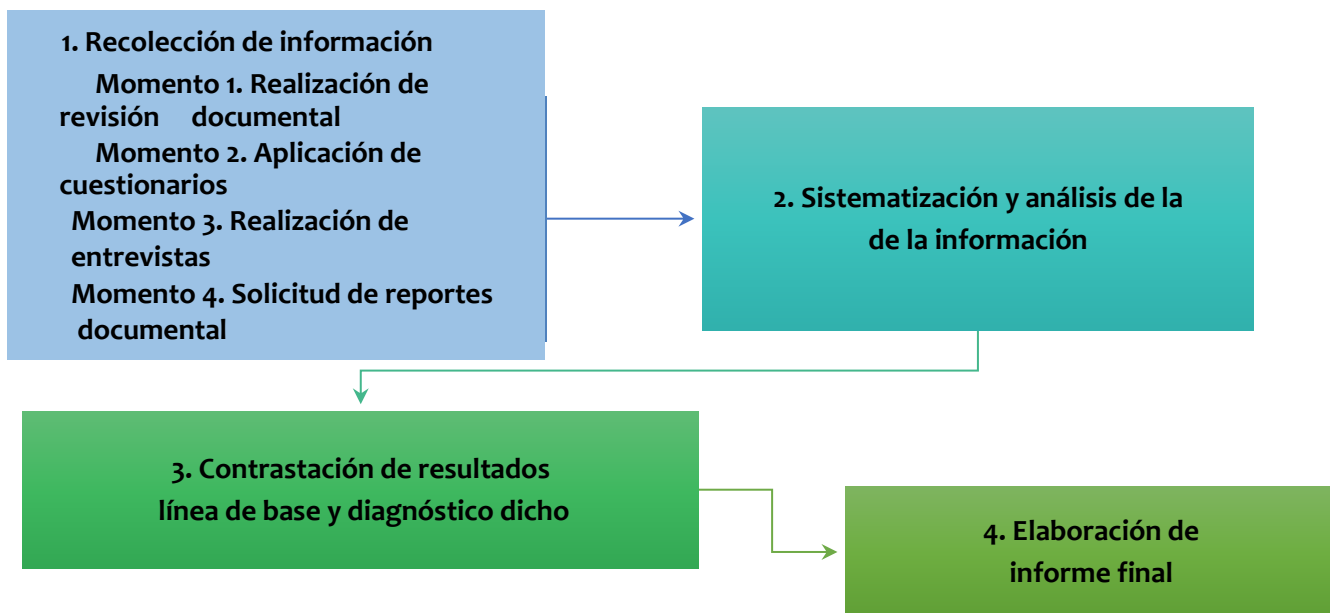 1. Recolección de información
Momento 1. Realización de
revisión documental
Momento 2. Aplicación de
cuestionarios
Momento 3. Realización de
entrevistas
Momento 4. Solicitud de reportes
documental
2. Sistematización y análisis de la
de la información
3. Contrastación de resultados
línea de base y diagnóstico dicho
4. Elaboración de
informe final